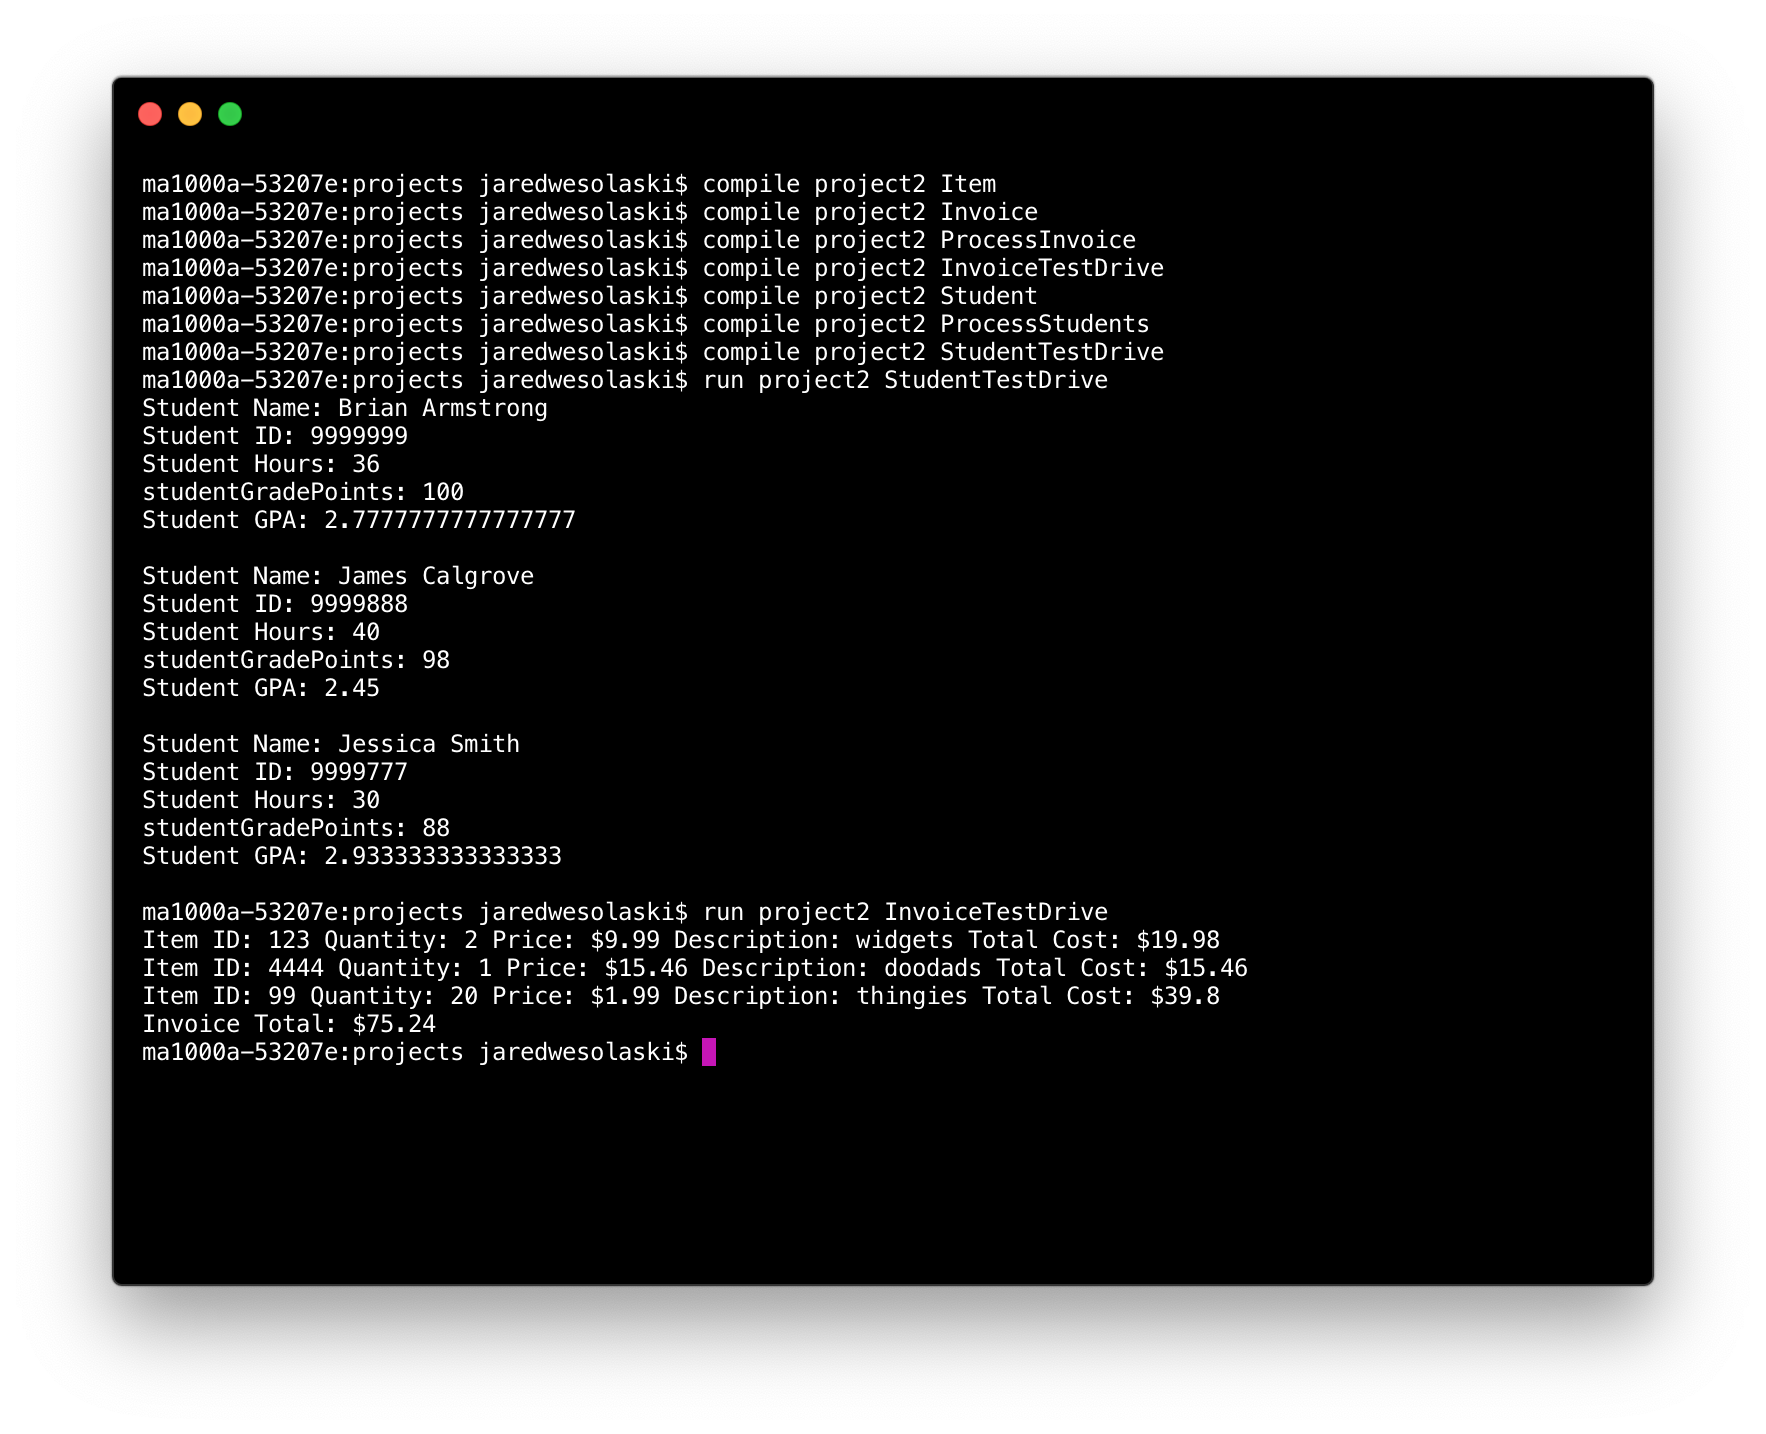 ma1000a-53207e:projects jaredwesolaski$ compile project2 Item
ma1000a-53207e:projects jaredwesolaski$ compile project2 Invoice
ma1000a-53207e:projects jaredwesolaski$ compile project2 ProcessInvoice
ma1000a-53207e:projects jaredwesolaski$ compile project2 InvoiceTestDrive
ma1000a-53207e:projects jaredwesolaski$ compile project2 Student
ma1000a-53207e:projects jaredwesolaski$ compile project2 ProcessStudents
ma1000a-53207e:projects jaredwesolaski$ compile project2 StudentTestDrive
ma1000a-53207e:projects jaredwesolaski$ run project2 StudentTestDrive
Student Name: Brian Armstrong
Student ID: 9999999
Student Hours: 36
studentGradePoints: 100
Student GPA: 2.7777777777777777

Student Name: James Calgrove
Student ID: 9999888
Student Hours: 40
studentGradePoints: 98
Student GPA: 2.45

Student Name: Jessica Smith
Student ID: 9999777
Student Hours: 30
studentGradePoints: 88
Student GPA: 2.933333333333333

ma1000a-53207e:projects jaredwesolaski$ run project2 InvoiceTestDrive
Item ID: 123 Quantity: 2 Price: $9.99 Description: widgets Total Cost: $19.98
Item ID: 4444 Quantity: 1 Price: $15.46 Description: doodads Total Cost: $15.46
Item ID: 99 Quantity: 20 Price: $1.99 Description: thingies Total Cost: $39.8
Invoice Total: $75.24
ma1000a-53207e:projects jaredwesolaski$